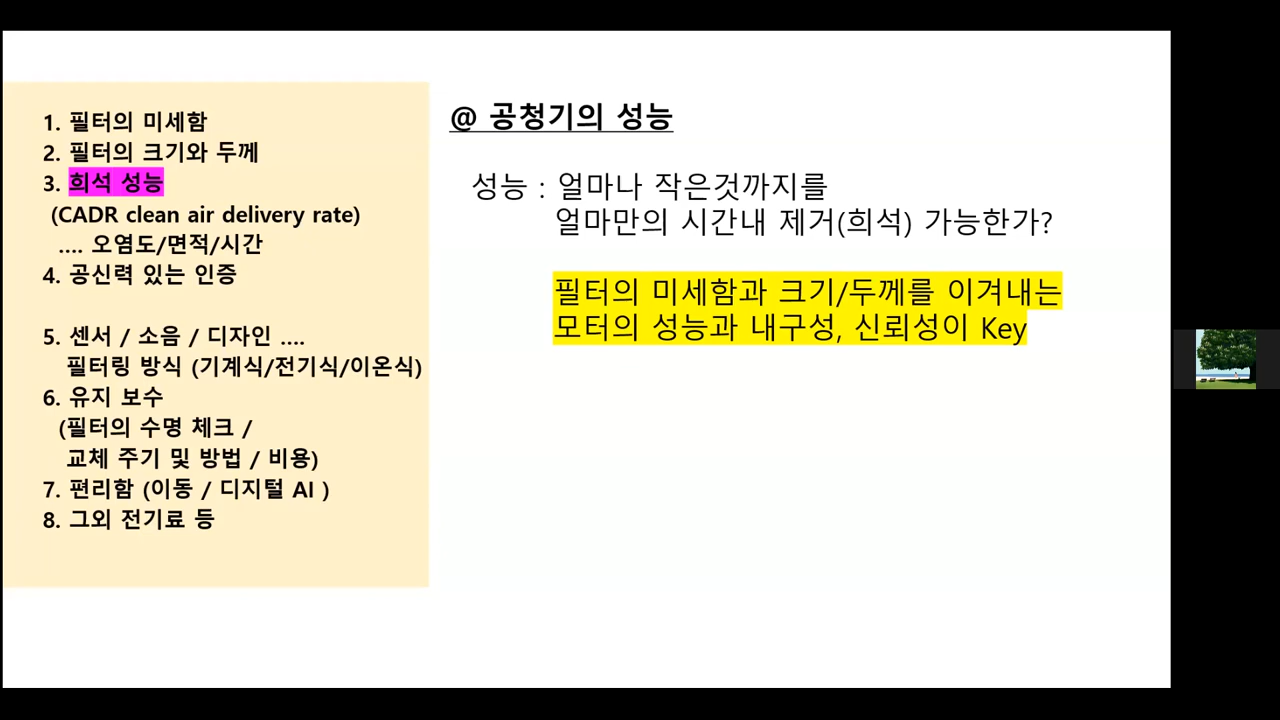 1. 필터의 미세함
2. 필터의 크기와 두께
3. 희석 성능
(CADR clean air delivery rate)
.... 오염도/면적/시간
4. 공신력 있는 인증
5. 센서 / 소음 / 디자인 ....
필터링 방식 (기계식/전기식/이온식)
6. 유지 보수
(필터의 수명 체크 /
교체 주기 및 방법 / 비용)
7. 편리함 (이동 / 디지털 AI )
8. 그외 전기료 등
@ 공청기의 성능
성능 : 얼마나 작은것까지를
얼마만의 시간내 제거(희석) 가능한가?
필터의 미세함과 크기/두께를 이겨내는
모터의 성능과 내구성, 신뢰성이 Key